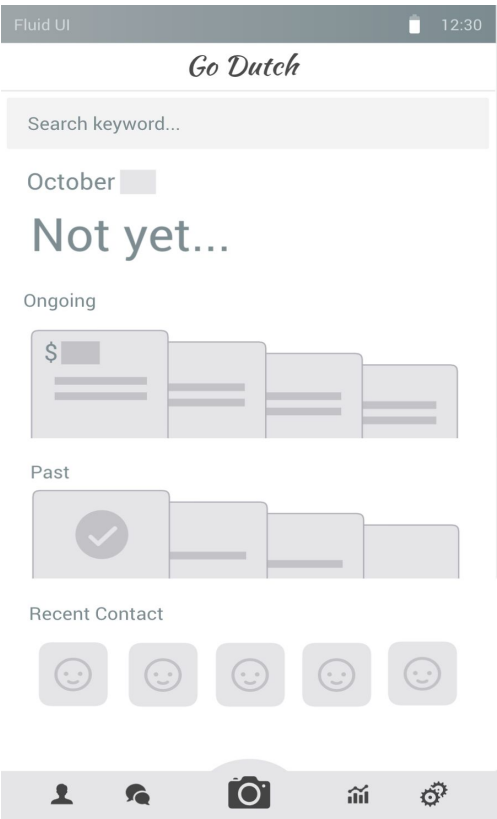 Fluid UI 12:30
Go Dutch
Search keyword...
October
Not yet...
Ongoing
$
Past
Recent Contact